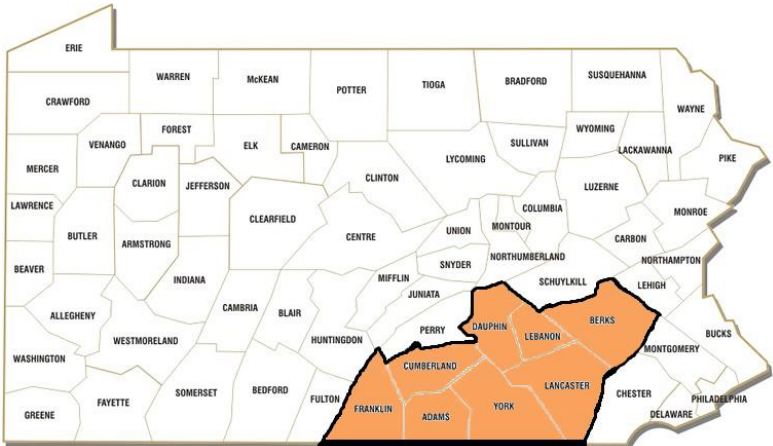 ERIE
WARREN
McKEAN
POTTER
TIOGA
BRADFORD
SUSQUEHANNA
WAYNE
CRAWFORD
FOREST
VENANGO
ELK
CAMERON
SULLIVAN
WYOMING
LACKAWANNA
PIKE
MERCER
CLARION
JEFFERSON
CLINTON
LYCOMING
LUZERNE
LAWRENCE
CLEARFIELD
COLUMBIA
MONROE
BUTLER
ARMSTRONG
CENTRE
UNION
MONTOUR
CARBON
BEAVER
INDIANA
MIFFLIN
SNYDER
NORTHUMBERLAND
NORTHAMPTON
ALLEGHENY
CAMBRIA
BLAIR
JUNIATA
SCHUYLKILL
LEHIGH
WESTMORELAND
HUNTINGDON
PERRY
DAUPHIN
LEBANON
BERKS
BUCKS
WASHINGTON
CUMBERLAND
MONTGOMERY
GREENE
FAYETTE
SOMERSET
BEDFORD
FULTON
FRANKLIN
ADAMS
YORK
LANCASTER
CHESTER
PHILADELPHIA
DELAWARE